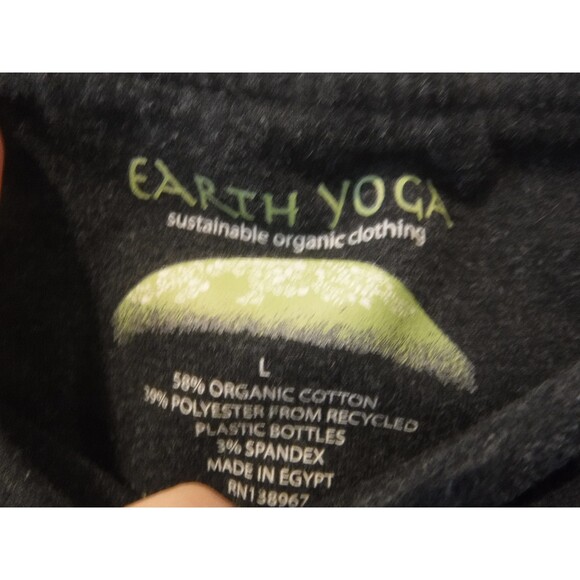 EARTH YOGA
sustainable organic clothing
L
58% ORGANIC COTTON
39% POLYESTER FROM RECYCLED
PLASTIC BOTTLES
3% SPANDEX
MADE IN EGYPT
RN138967